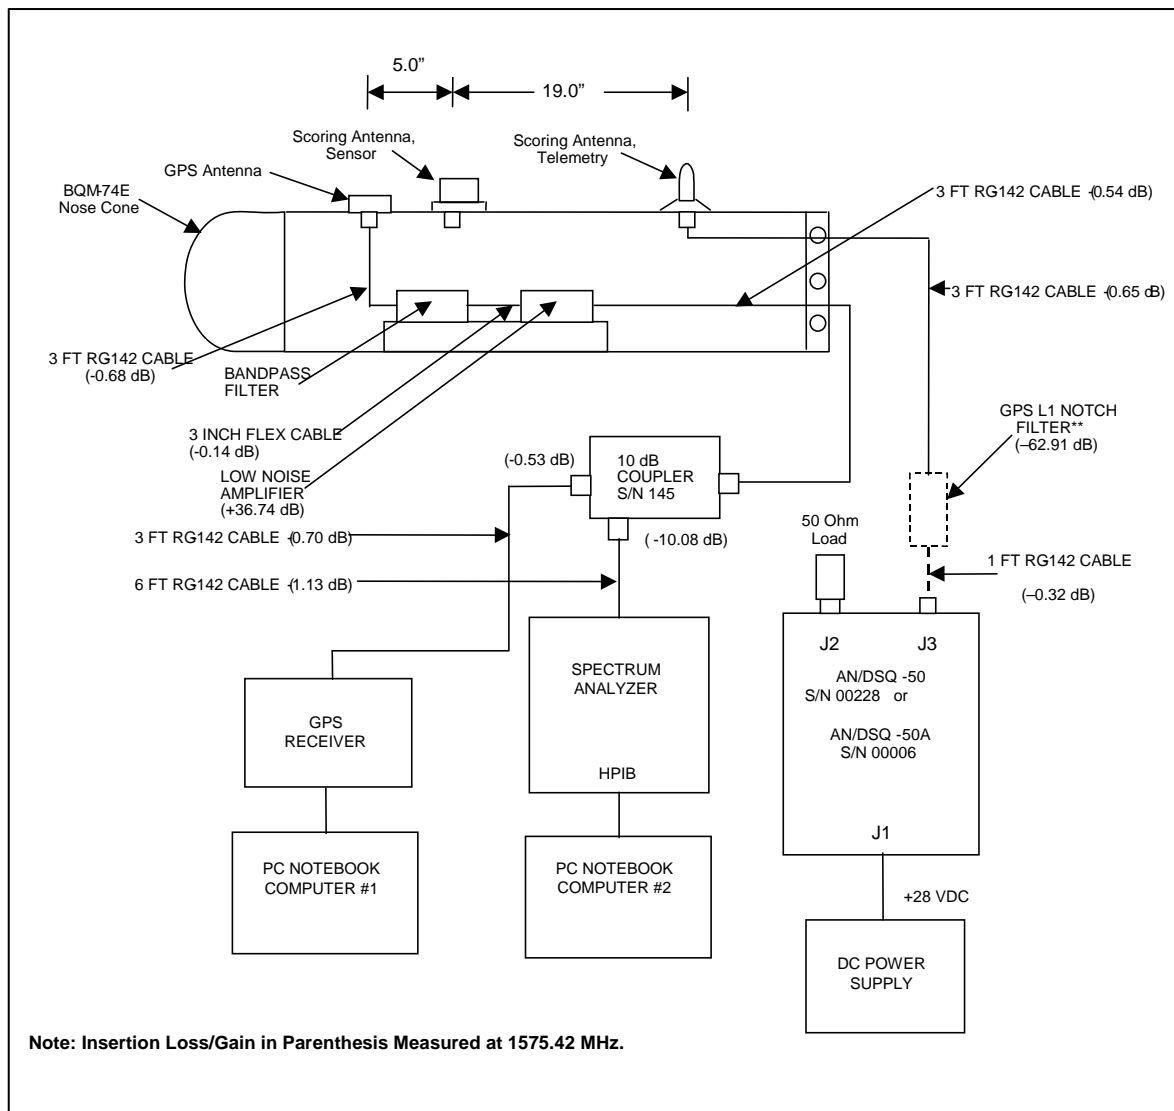 5.0”
19.0”
Scoring Antenna,
Sensor
Scoring Antenna,
Telemetry
GPS Antenna
BQM-74E
Nose Cone
3 FT RG142 CABLE -(0.54 dB)
3 FT RG142 CABLE -(0.65 dB)
3 FT RG142 CABLE
(-0.68 dB)
BANDPASS
FILTER
3 INCH FLEX CABLE
(-0.14 dB)
LOW NOISE
AMPLIFIER
(+36.74 dB)
GPS L1 NOTCH
FILTER**
(–62.91 dB)
(-0.53 dB)
10 dB
COUPLER
S/N 145
(-10.08 dB)
3 FT RG142 CABLE -(0.70 dB)
6 FT RG142 CABLE -(1.13 dB)
50 Ohm
Load
1 FT RG142 CABLE
(–0.32 dB)
J2
J3
AN/DSQ -50
S/N 00228 or
AN/DSQ -50A
S/N 00006
J1
SPECTRUM
ANALYZER
HPIB
GPS
RECEIVER
PC NOTEBOOK
COMPUTER #1
PC NOTEBOOK
COMPUTER #2
+28 VDC
DC POWER
SUPPLY
Note: Insertion Loss/Gain in Parenthesis Measured at 1575.42 MHz.